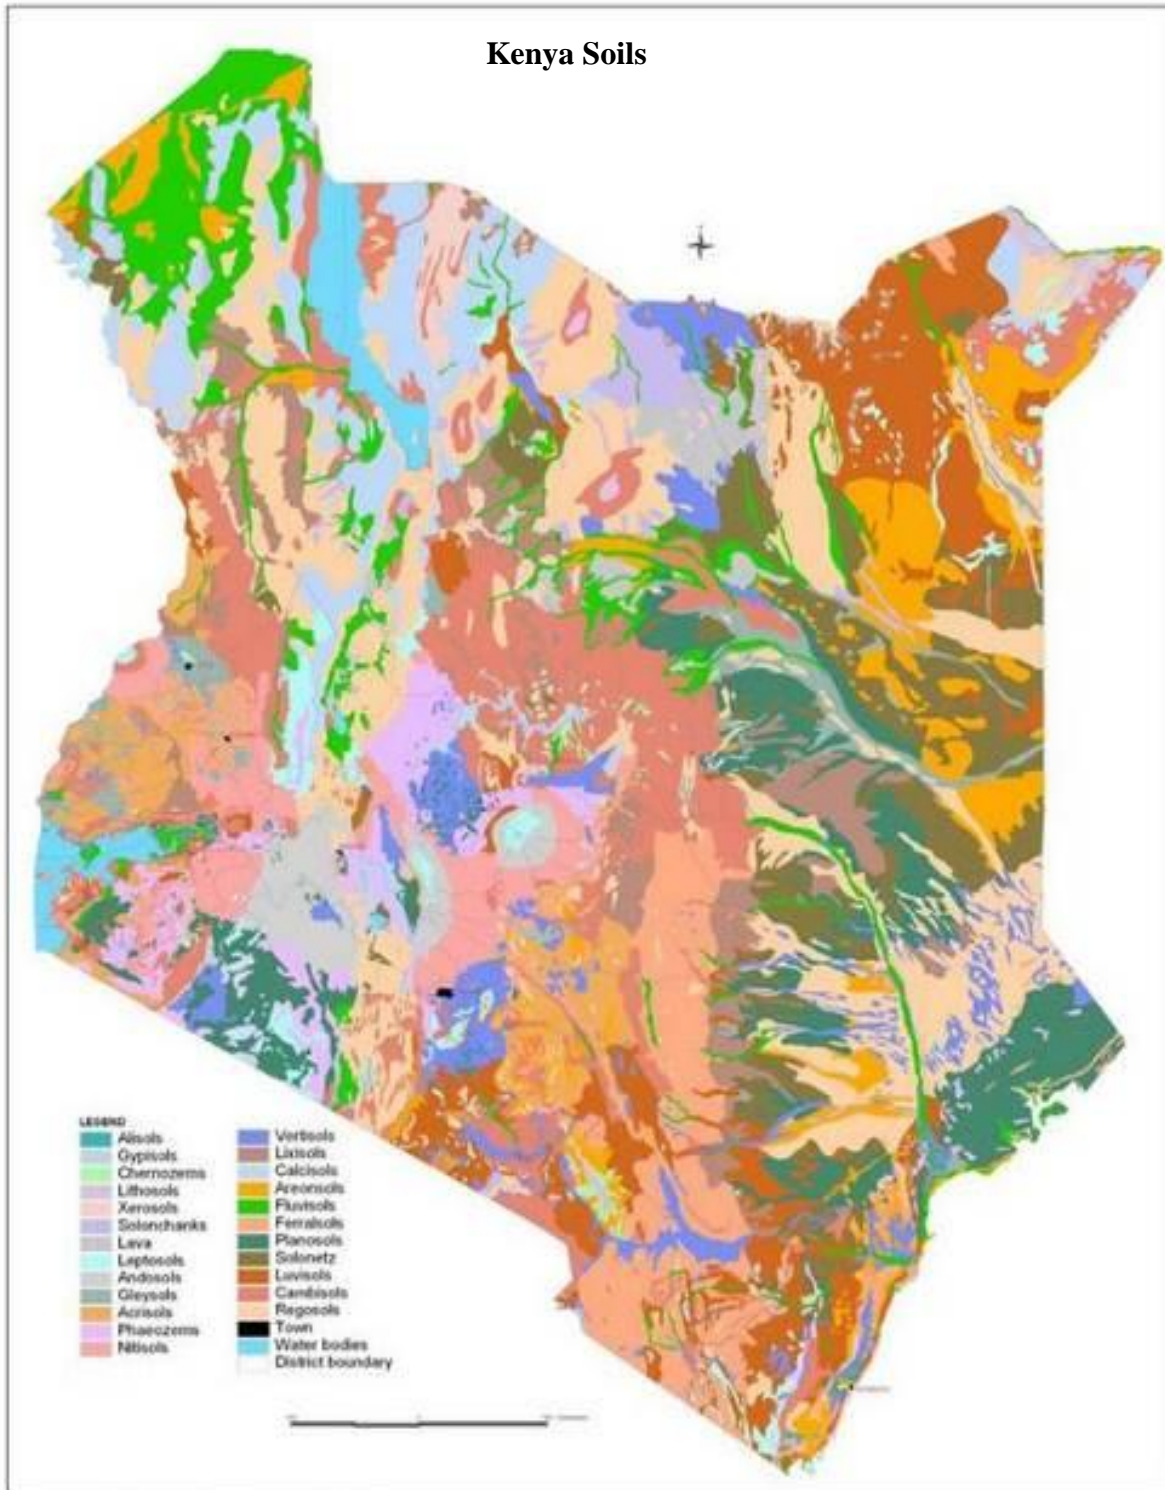 Kenya Soils
LEGEND
Alisols
Gypisols
Chernozems
Lithosols
Xerosols
Solonchanks
Lava
Leptosols
Andosols
Gleysols
Acrisols
Phaeozems
Nitisols
Vertisols
Lixisols
Calcisols
Areonsols
Fluvisols
Ferralsols
Planosols
Solonetz
Luvisols
Cambisols
Regosols
Town
Water bodies
District boundary